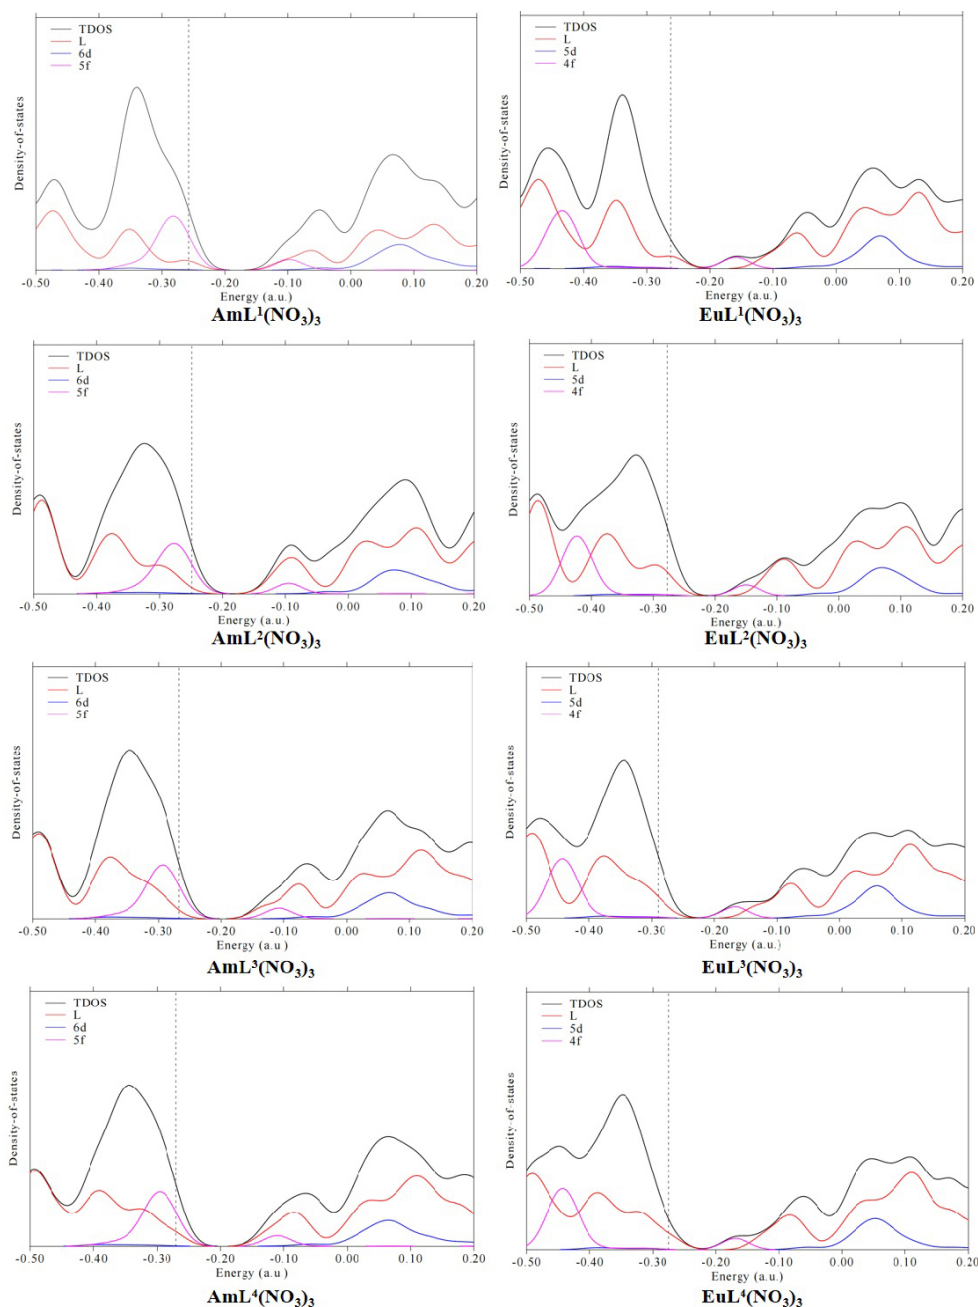 TDOS
L
6d
5f
Density-of-states
-0.50 -0.40 -0.30 -0.20 -0.10 0.00 0.10 0.20
Energy (a.u.)
AmL¹(NO₃)₃
TDOS
L
5d
4f
Density-of-states
-0.50 -0.40 -0.30 -0.20 -0.10 0.00 0.10 0.20
Energy (a.u.)
EuL¹(NO₃)₃
TDOS
L
6d
5f
Density-of-states
-0.50 -0.40 -0.30 -0.20 -0.10 0.00 0.10 0.20
Energy (a.u.)
AmL²(NO₃)₃
TDOS
L
5d
4f
Density-of-states
-0.50 -0.40 -0.30 -0.20 -0.10 0.00 0.10 0.20
Energy (a.u.)
EuL²(NO₃)₃
TDOS
L
6d
5f
Density-of-states
-0.50 -0.40 -0.30 -0.20 -0.10 0.00 0.10 0.20
Energy (a.u.)
AmL³(NO₃)₃
TDOS
L
5d
4f
Density-of-states
-0.50 -0.40 -0.30 -0.20 -0.10 0.00 0.10 0.20
Energy (a.u.)
EuL³(NO₃)₃
TDOS
L
6d
5f
Density-of-states
-0.50 -0.40 -0.30 -0.20 -0.10 0.00 0.10 0.20
Energy (a.u.)
AmL⁴(NO₃)₃
TDOS
L
5d
4f
Density-of-states
-0.50 -0.40 -0.30 -0.20 -0.10 0.00 0.10 0.20
Energy (a.u.)
EuL⁴(NO₃)₃